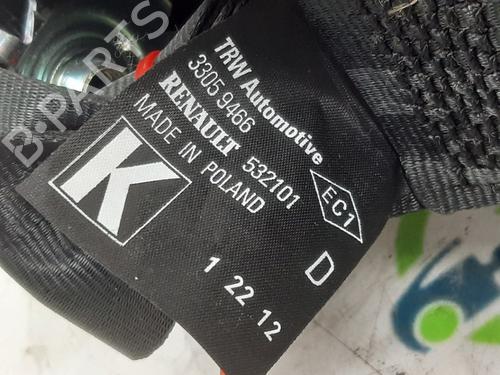 TRW Automotive
3305 9466
RENAULT 532101
MADE IN POLAND
K
EC1
D
1 22 12
B-PARTS